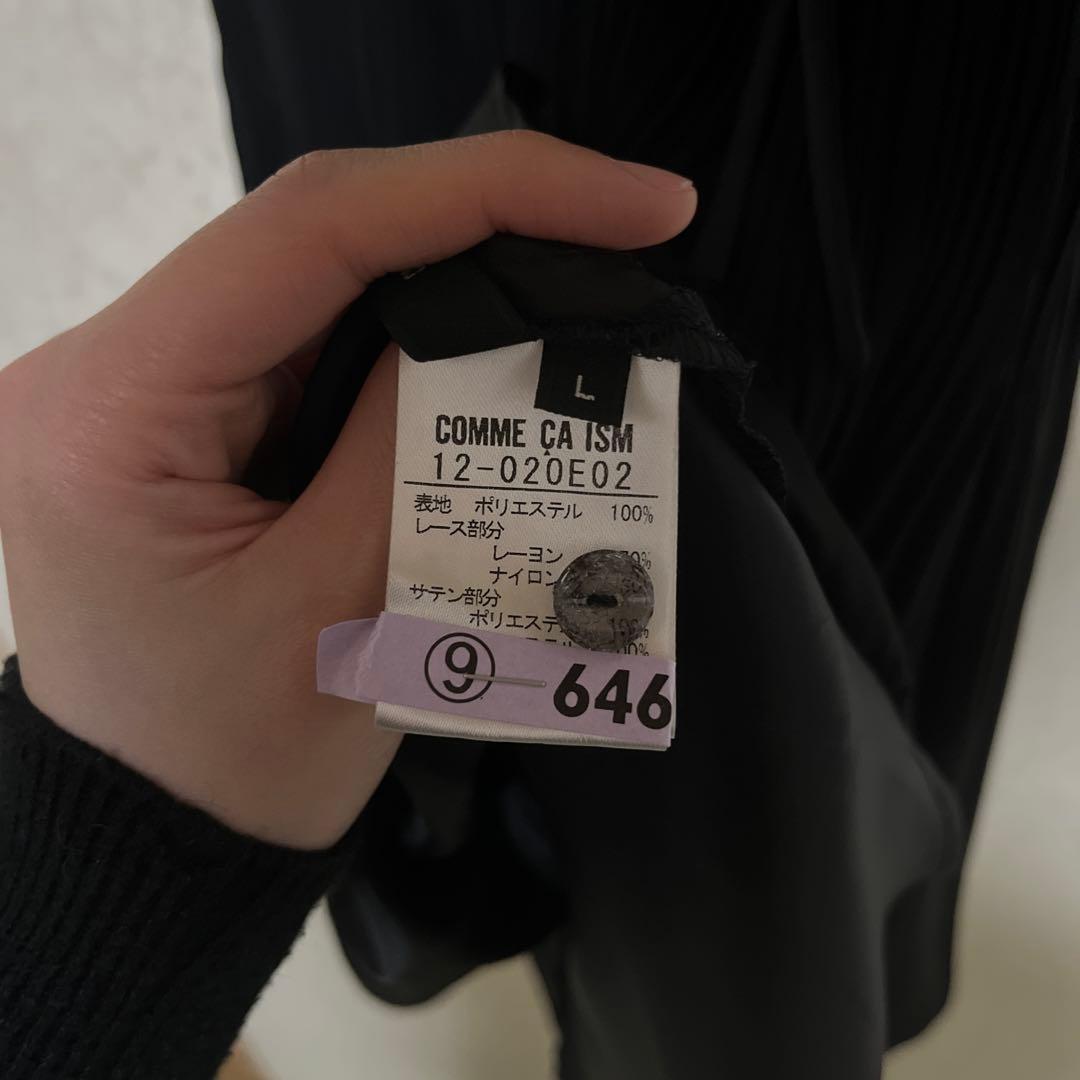 L
COMME ÇA ISM
12-020E02
表地 ポリエステル 100%
レース部分
レーヨン
ナイロン
サテン部分
ポリエステ 100%
⑨ 646